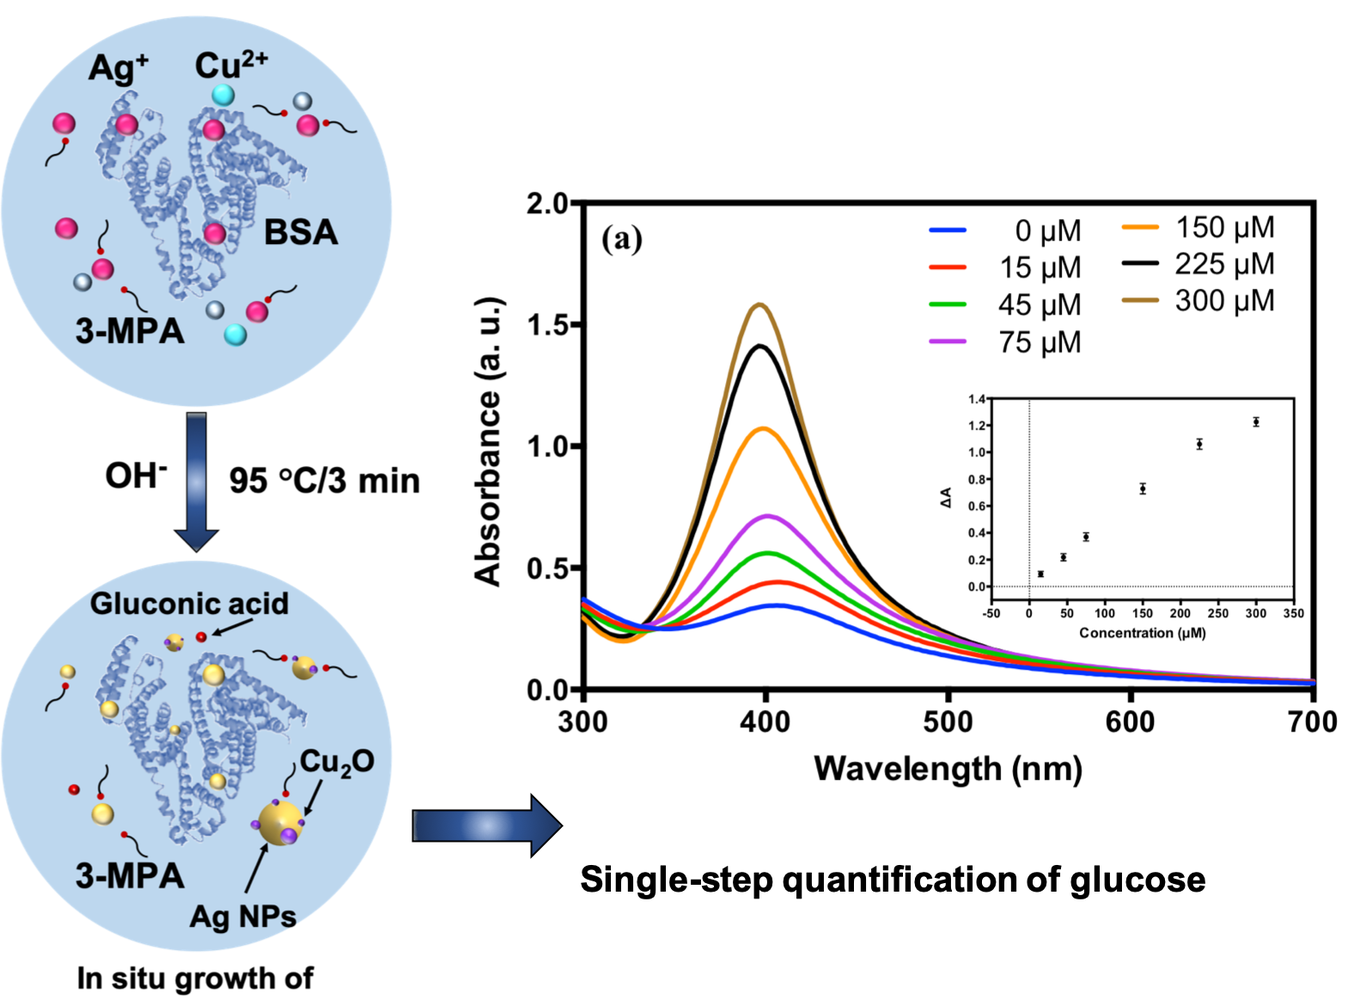 Ag⁺
Cu²⁺
BSA
3-MPA
OH⁻
95 °C/3 min
Gluconic acid
Cu₂O
3-MPA
Ag NPs
In situ growth of
(a)
Absorbance (a. u.)
2.0
1.5
1.0
0.5
0.0
300
400
500
600
700
Wavelength (nm)
0 µM
15 µM
45 µM
75 µM
150 µM
225 µM
300 µM
ΔA
1.4
1.2
1.0
0.8
0.6
0.4
0.2
0.0
-50
0
50
100
150
200
250
300
350
Concentration (µM)
Single-step quantification of glucose